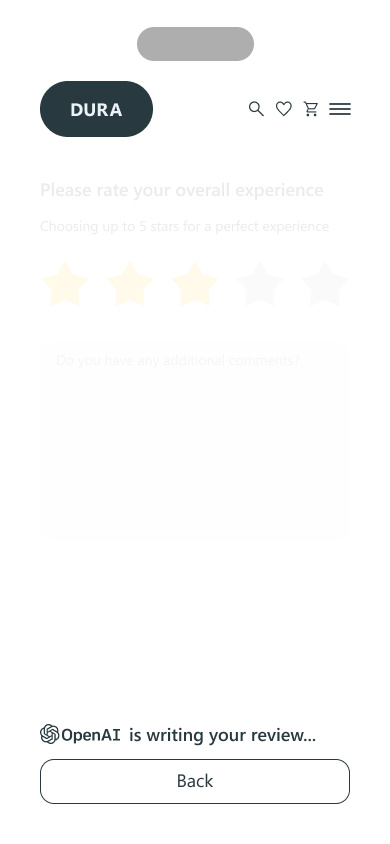 DURA
Please rate your overall experience
Choosing up to 5 stars for a perfect experience
Do you have any additional comments?
OpenAI is writing your review...
Back